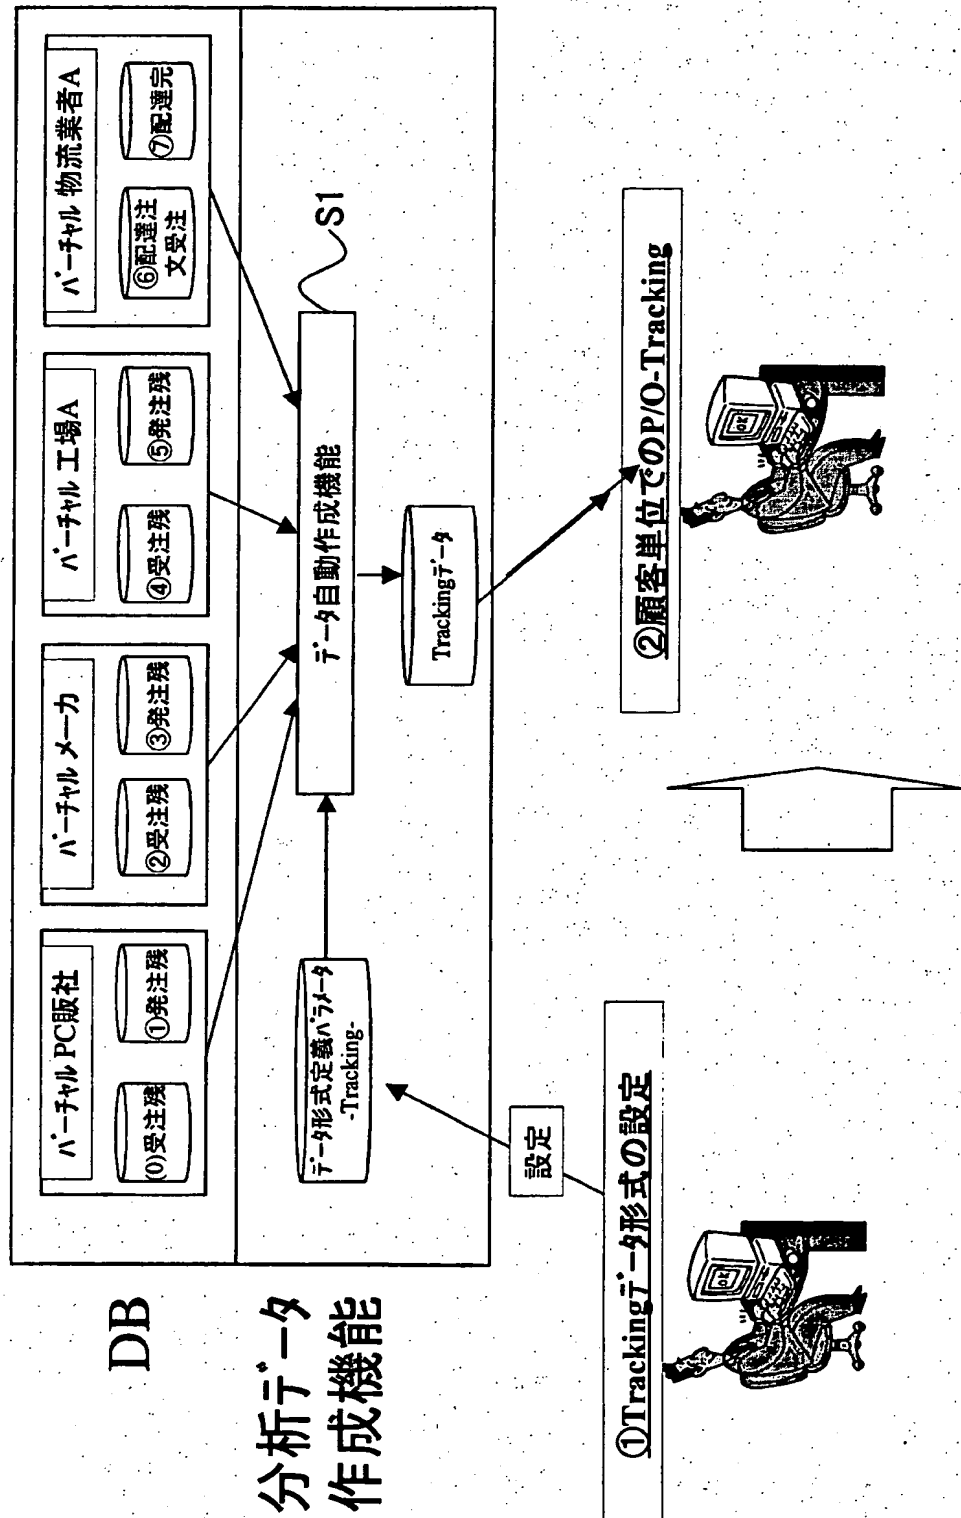 DB
バーチャル PC販社
(0)受注残
①発注残
バーチャル メーカ
②受注残
③発注残
バーチャル 工場A
④受注残
⑤発注残
バーチャル 物流業者A
⑥配達注
文受注
⑦配達完
分析データ
作成機能
データ形式定義パラメータ
-Tracking-
データ自動作成機能
S1
Trackingデータ
設定
①Trackingデータ形式の設定
②顧客単位でのP/O-Tracking
OK
OK